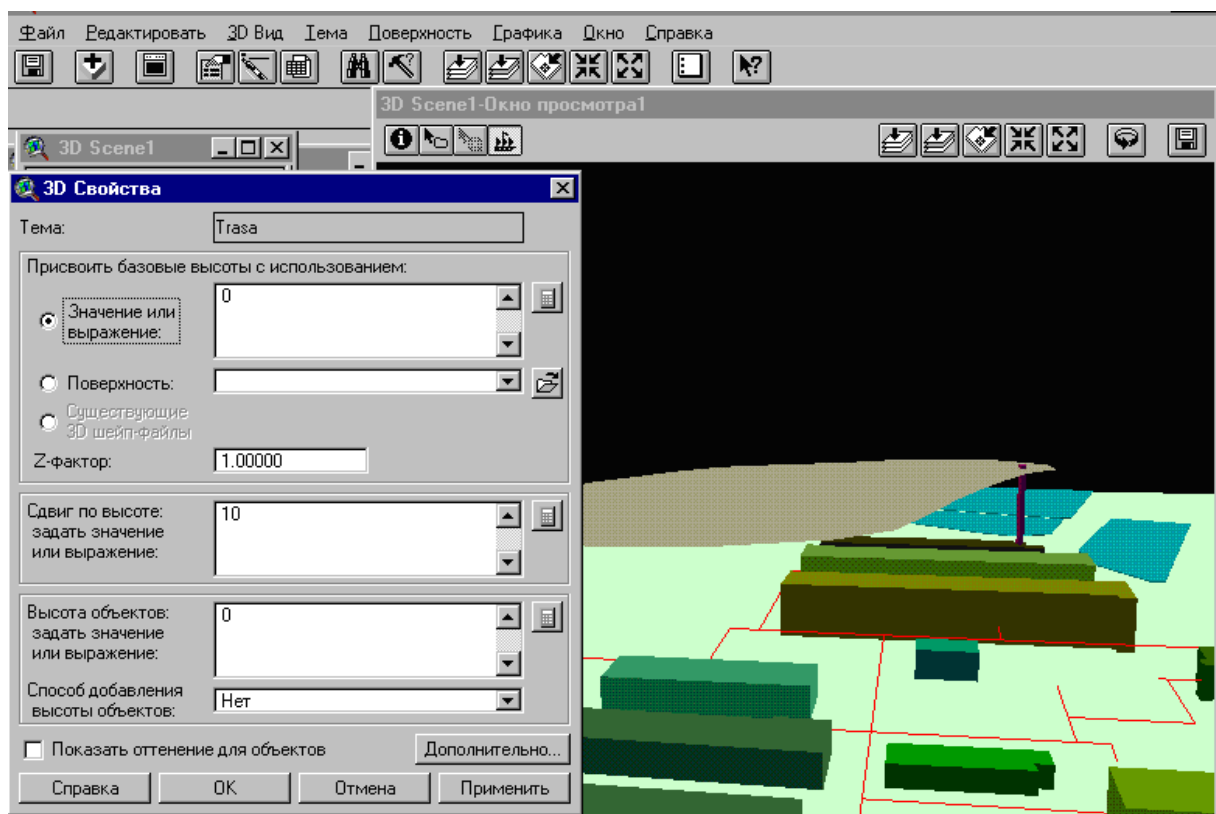 Файл Редактировать 3D Вид Тема Поверхность Графика Окно Справка
3D Scene1-Окно просмотра1
3D Scene1
3D Свойства
Тема: Trasa
Присвоить базовые высоты с использованием:
Значение или
выражение:
0
Поверхность:
Существующие
3D шейп-файлы
Z-фактор: 1.00000
Сдвиг по высоте:
задать значение
или выражение:
10
Высота объектов:
задать значение
или выражение:
0
Способ добавления
высоты объектов:
Нет
Показать оттенение для объектов
Дополнительно...
Справка OK Отмена Применить